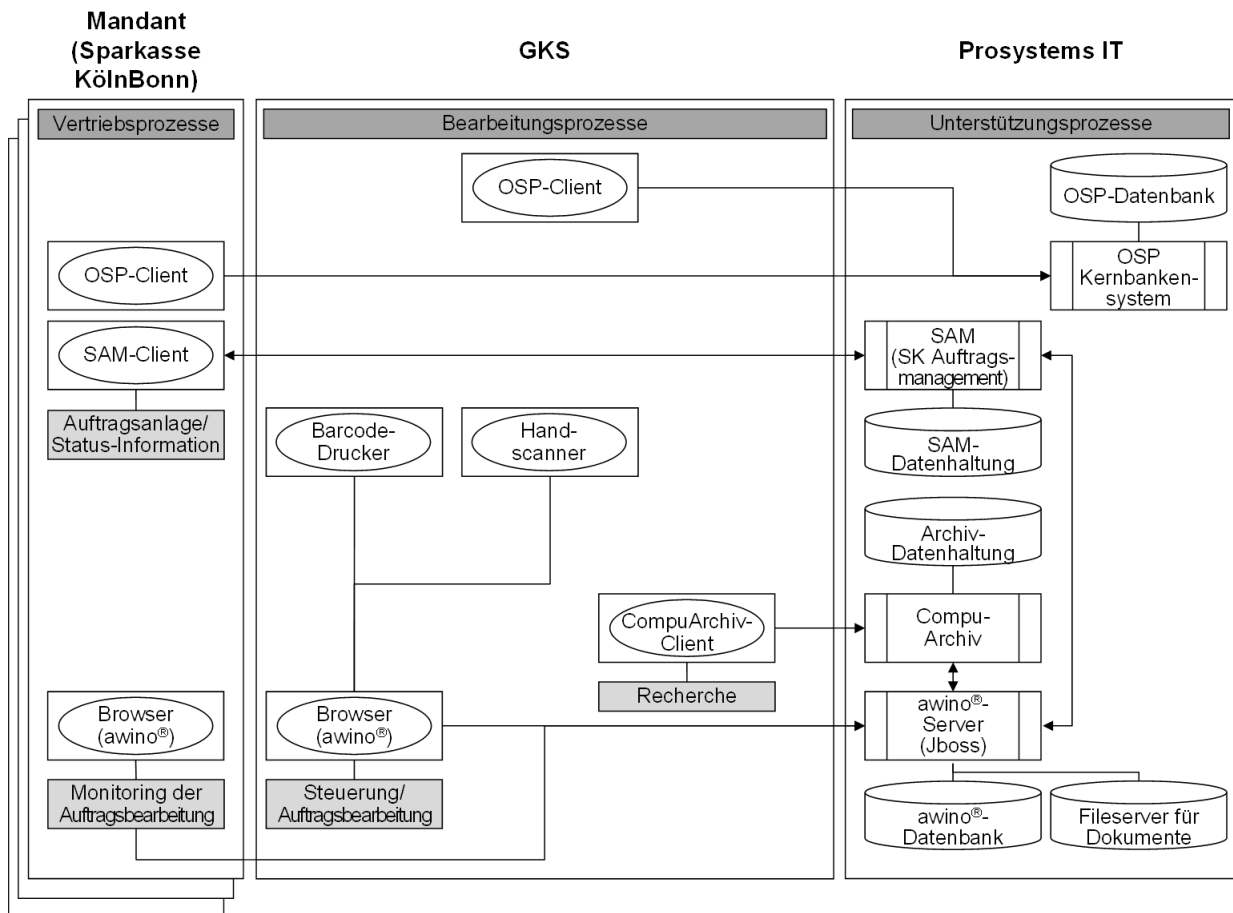 Mandant
(Sparkasse
KölnBonn)
GKS
Prosystems IT
Vertriebsprozesse
Bearbeitungsprozesse
Unterstützungsprozesse
OSP-Client
OSP-Datenbank
OSP-Client
OSP
Kernbanken-
system
SAM-Client
SAM
(SK Auftrags-
management)
Auftragsanlage/
Status-Information
Barcode-
Drucker
Hand-
scanner
SAM-
Datenhaltung
Archiv-
Datenhaltung
CompuArchiv-
Client
Compu-
Archiv
Recherche
Browser
(awino®)
Browser
(awino®)
awino®-
Server
(Jboss)
Monitoring der
Auftragsbearbeitung
Steuerung/
Auftragsbearbeitung
awino®-
Datenbank
Fileserver für
Dokumente